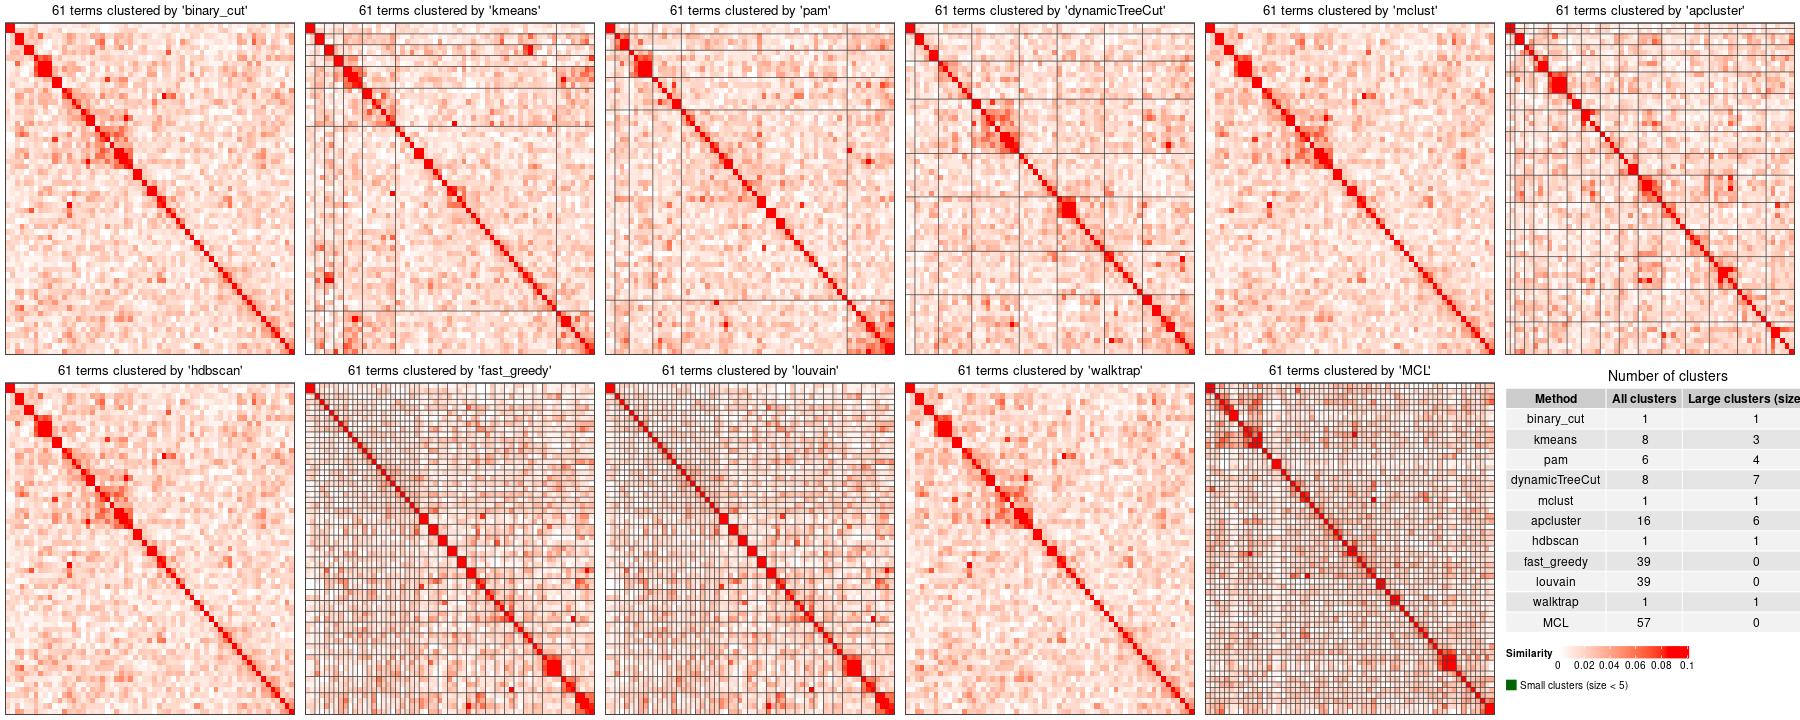 61 terms clustered by 'binary_cut'
61 terms clustered by 'kmeans'
61 terms clustered by 'pam'
61 terms clustered by 'dynamicTreeCut'
61 terms clustered by 'mclust'
61 terms clustered by 'apcluster'
61 terms clustered by 'hdbscan'
61 terms clustered by 'fast_greedy'
61 terms clustered by 'louvain'
61 terms clustered by 'walktrap'
61 terms clustered by 'MCL'
Number of clusters
Method All clusters Large clusters (size
binary_cut 1 1
kmeans 8 3
pam 6 4
dynamicTreeCut 8 7
mclust 1 1
apcluster 16 6
hdbscan 1 1
fast_greedy 39 0
louvain 39 0
walktrap 1 1
MCL 57 0
Similarity
0 0.02 0.04 0.06 0.08 0.1
Small clusters (size < 5)